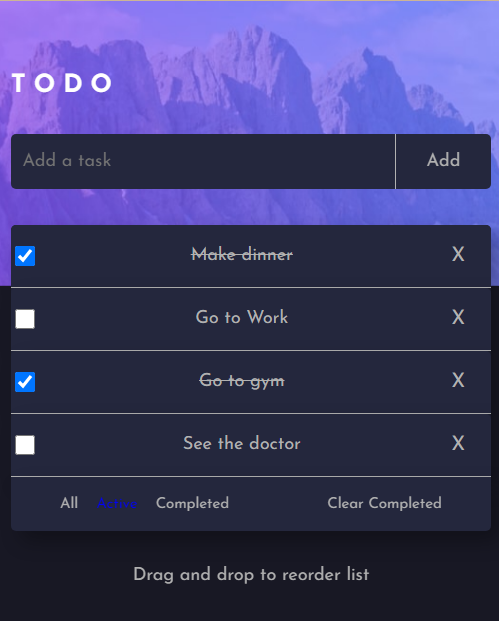 TODO
Add a task Add
Make dinner X
Go to Work X
Go to gym X
See the doctor X
All Active Completed Clear Completed
Drag and drop to reorder list